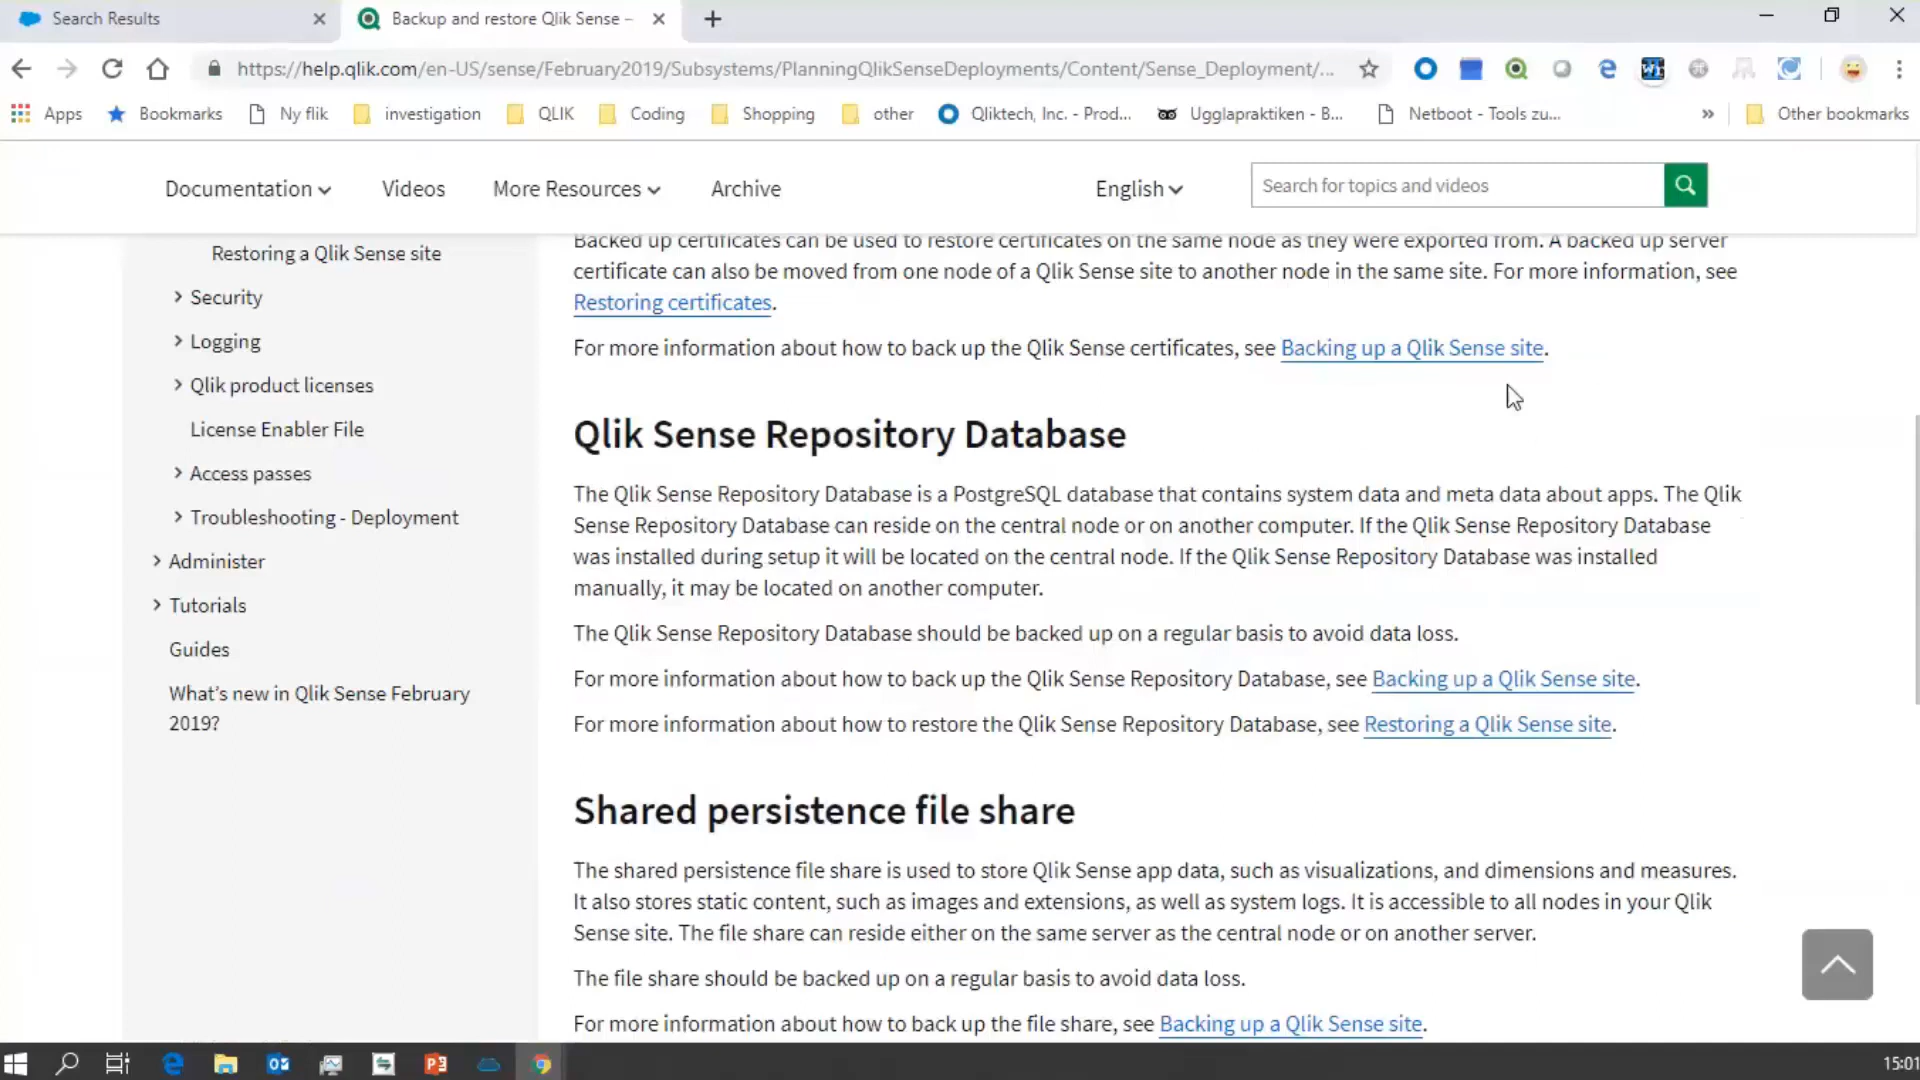 Search Results
Backup and restore Qlik Sense –
https://help.qlik.com/en-US/sense/February2019/Subsystems/PlanningQlikSenseDeployments/Content/Sense_Deployment/...
Apps
Bookmarks
Ny flik
investigation
QLIK
Coding
Shopping
other
Qliktech, Inc. - Prod...
Ugglapraktiken - B...
Netboot - Tools zu...
»
Other bookmarks
Documentation
Videos
More Resources
Archive
English
Search for topics and videos
Restoring a Qlik Sense site
Security
Logging
Qlik product licenses
License Enabler File
Access passes
Troubleshooting - Deployment
Administer
Tutorials
Guides
What's new in Qlik Sense February
2019?
Backed up certificates can be used to restore certificates on the same node as they were exported from. A backed up server
certificate can also be moved from one node of a Qlik Sense site to another node in the same site. For more information, see
Restoring certificates.
For more information about how to back up the Qlik Sense certificates, see Backing up a Qlik Sense site.
Qlik Sense Repository Database
The Qlik Sense Repository Database is a PostgreSQL database that contains system data and meta data about apps. The Qlik
Sense Repository Database can reside on the central node or on another computer. If the Qlik Sense Repository Database
was installed during setup it will be located on the central node. If the Qlik Sense Repository Database was installed
manually, it may be located on another computer.
The Qlik Sense Repository Database should be backed up on a regular basis to avoid data loss.
For more information about how to back up the Qlik Sense Repository Database, see Backing up a Qlik Sense site.
For more information about how to restore the Qlik Sense Repository Database, see Restoring a Qlik Sense site.
Shared persistence file share
The shared persistence file share is used to store Qlik Sense app data, such as visualizations, and dimensions and measures.
It also stores static content, such as images and extensions, as well as system logs. It is accessible to all nodes in your Qlik
Sense site. The file share can reside either on the same server as the central node or on another server.
The file share should be backed up on a regular basis to avoid data loss.
For more information about how to back up the file share, see Backing up a Qlik Sense site.
15:01